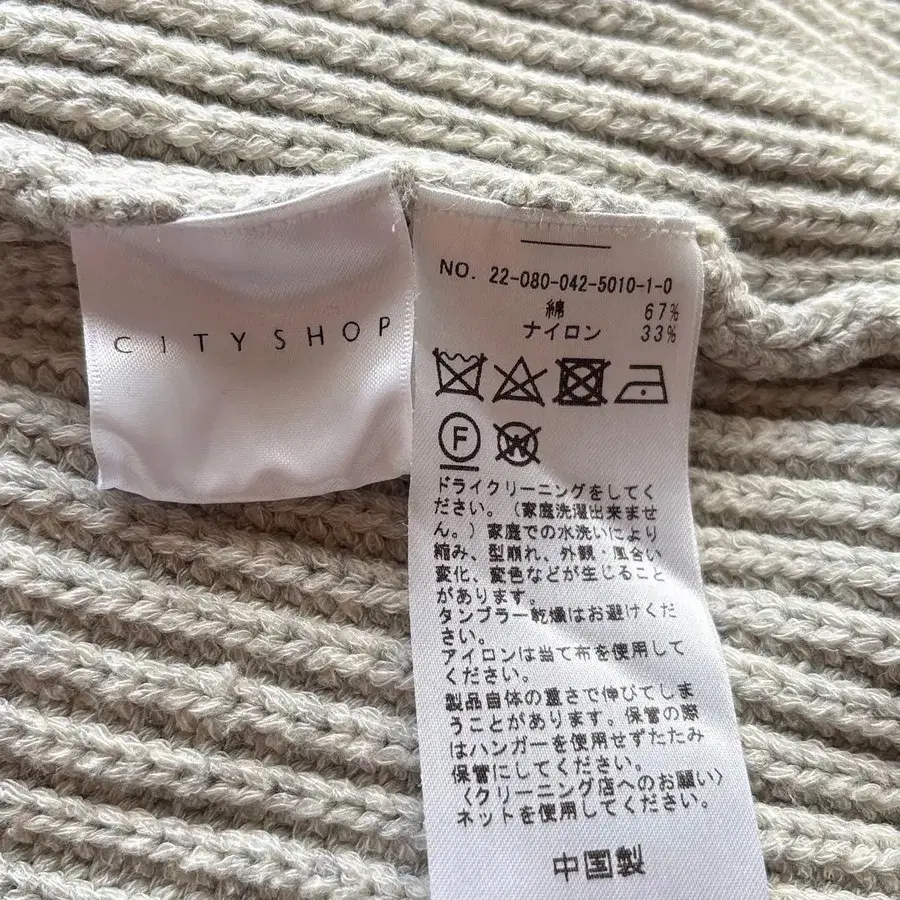 CITYSHOP
NO. 22-080-042-5010-1-0
綿 67%
ナイロン 33%
F
W
ドライクリーニングをしてく
ださい。(家庭洗濯出来ませ
ん。)家庭での水洗いにより
縮み、型崩れ、外観・風合い
変化、変色などが生じること
があります。
タンブラー乾燥はお避けくだ
さい。
アイロンは当て布を使用して
ください。
製品自体の重さで伸びてしま
うことがあります。保管の際
はハンガーを使用せずたたみ
保管にしてください。
〈クリーニング店へのお願い〉
ネットを使用してください。
中国製